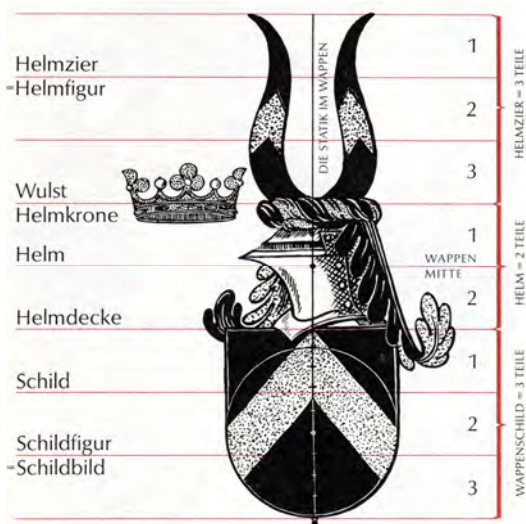 Helmzier
=Helmfigur
Wulst
Helmkrone
Helm
Helmdecke
Schild
Schildfigur
=Schildbild
DIE STATIK IM WAPPEN
1
2
3
1
WAPPEN
MITTE
2
1
2
3
HELMZIER = 3 TEILE
HELM = 2 TEILE
WAPPENSCHILD = 3 TEILE